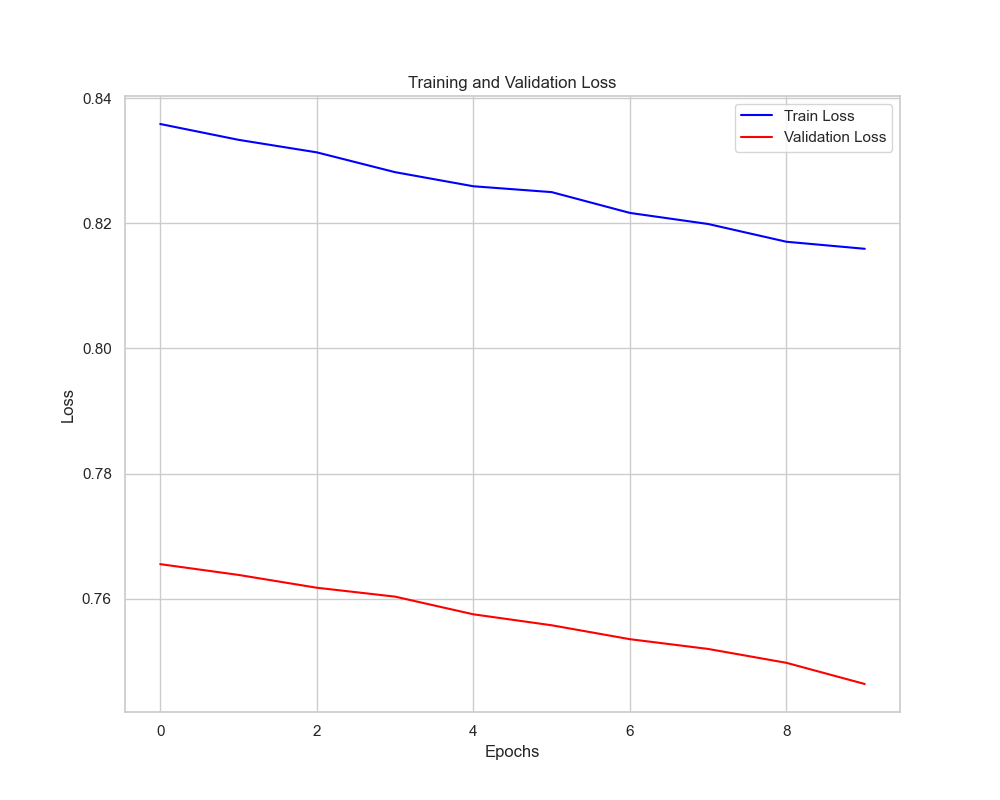 Training and Validation Loss
Train Loss
Validation Loss
0.84
0.82
0.80
0.78
0.76
Loss
0 2 4 6 8
Epochs